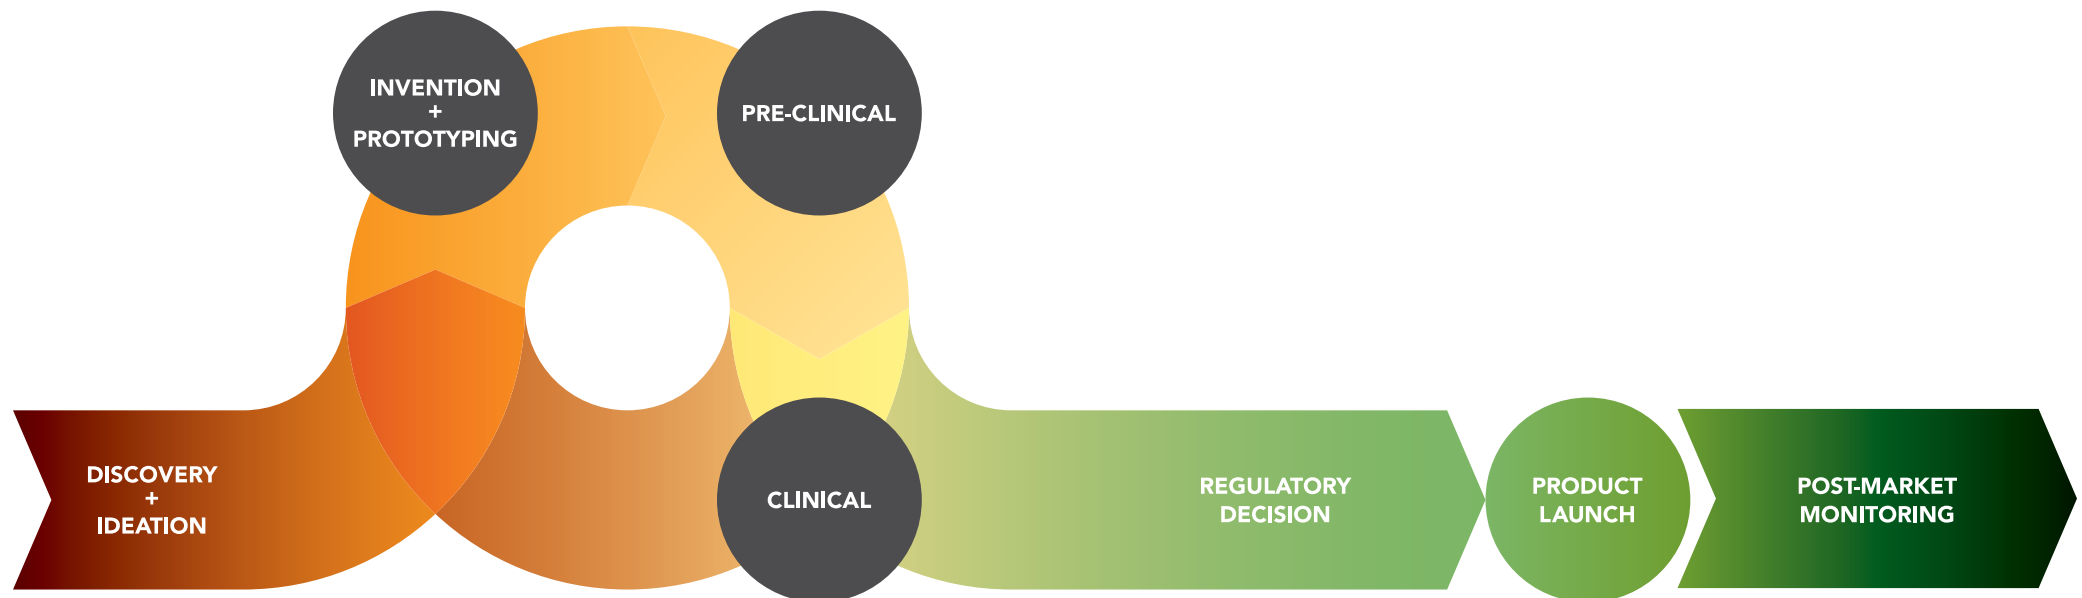 INVENTION
+
PROTOTYPING
PRE-CLINICAL
DISCOVERY
+
IDEATION
CLINICAL
REGULATORY
DECISION
PRODUCT
LAUNCH
POST-MARKET
MONITORING